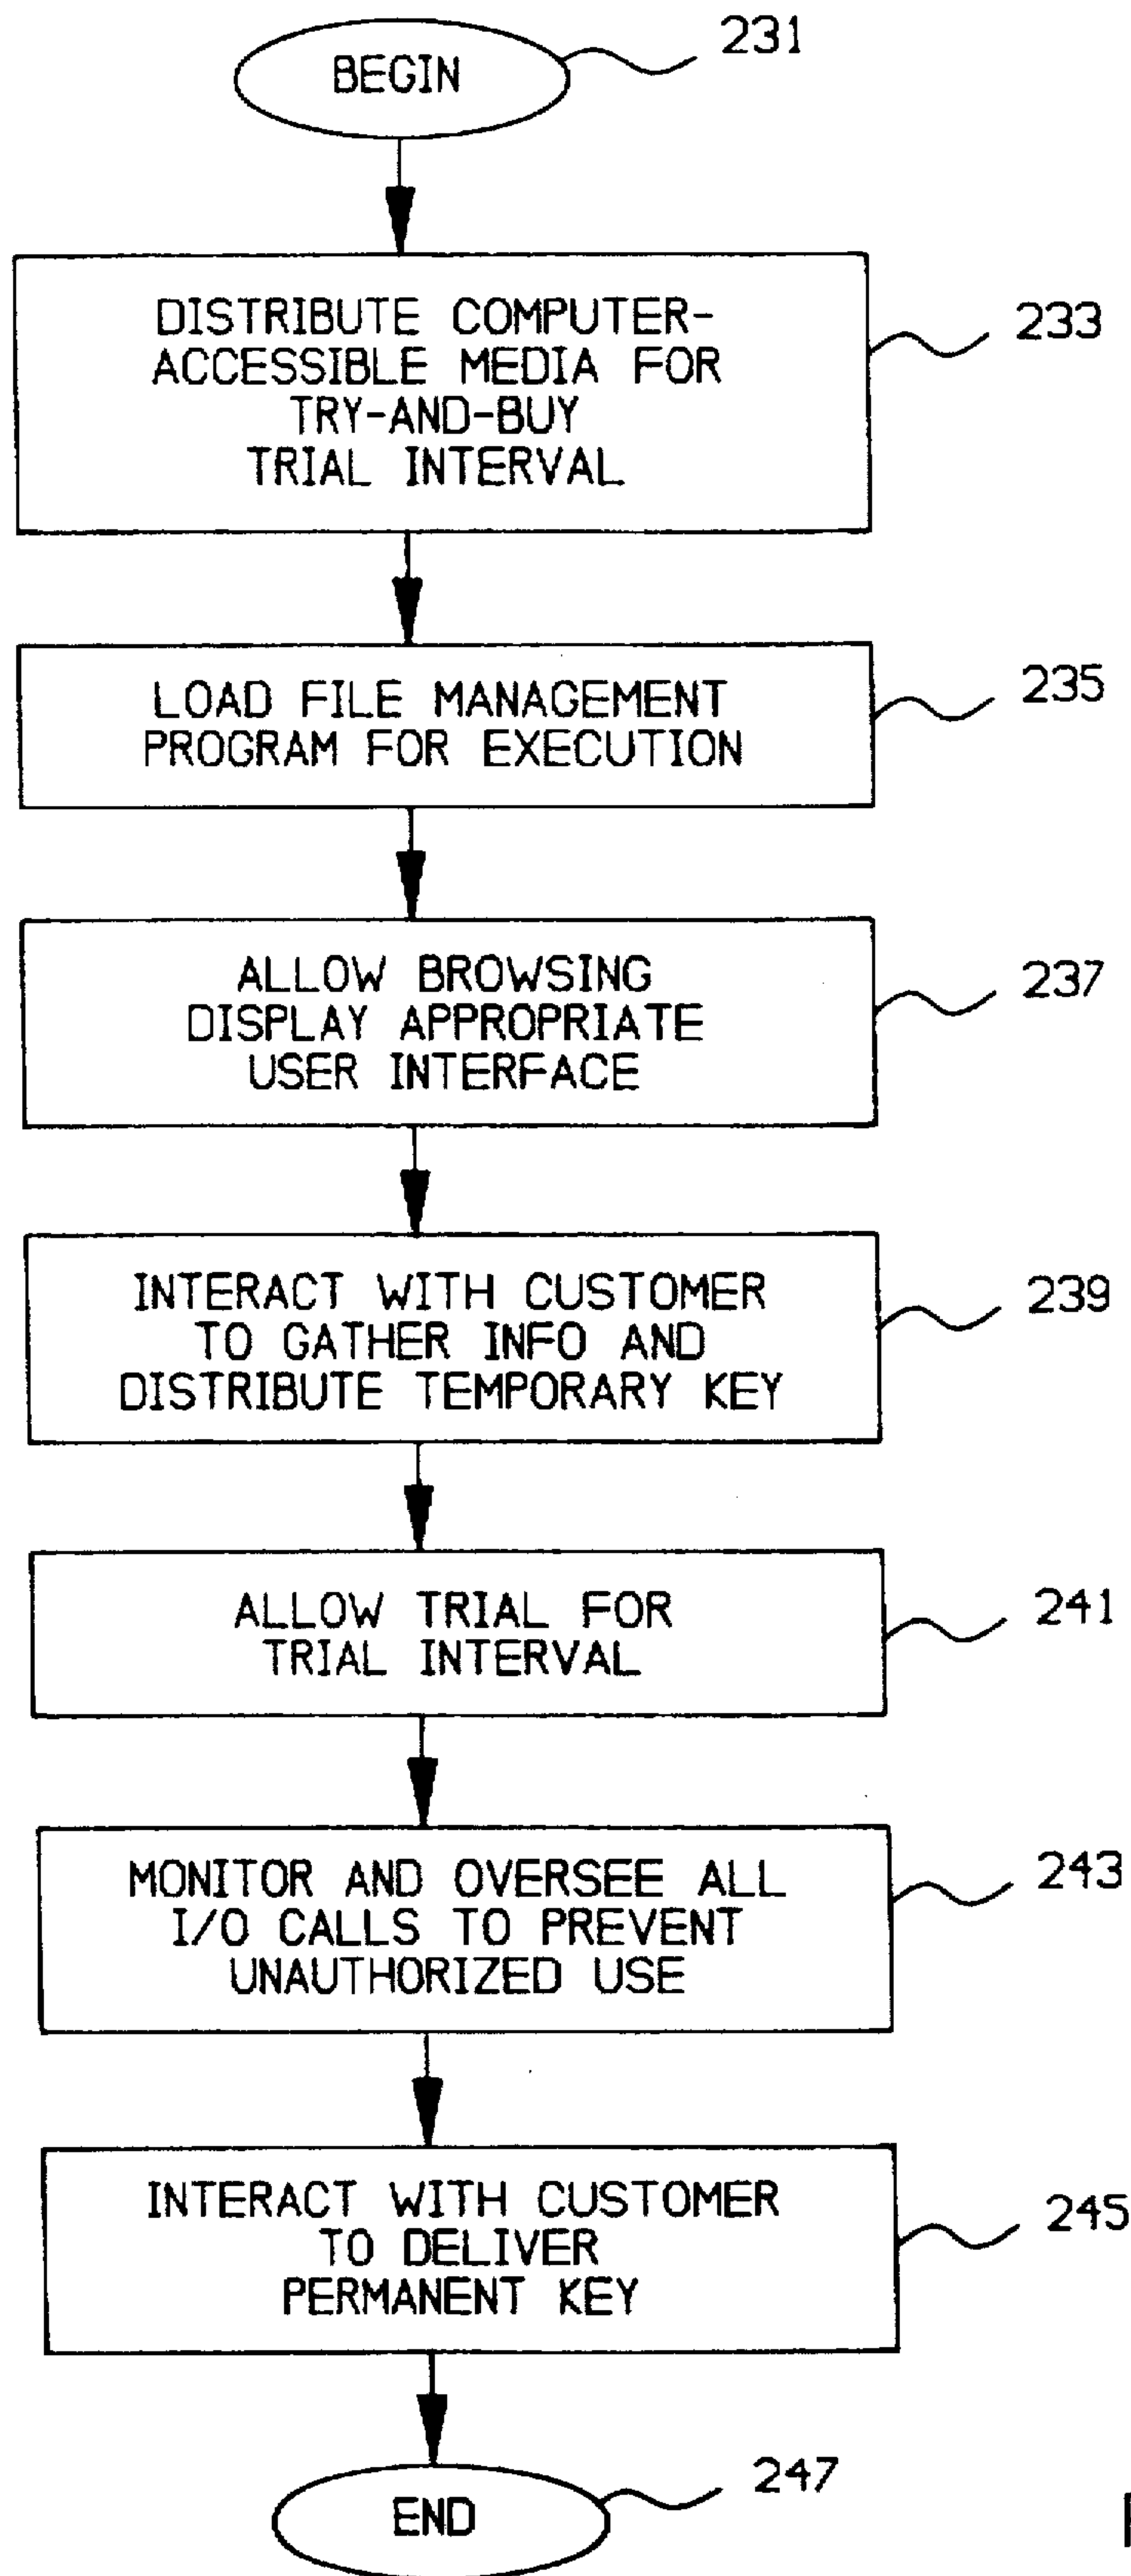 BEGIN
231
DISTRIBUTE COMPUTER-
ACCESSIBLE MEDIA FOR
TRY-AND-BUY
TRIAL INTERVAL
233
LOAD FILE MANAGEMENT
PROGRAM FOR EXECUTION
235
ALLOW BROWSING
DISPLAY APPROPRIATE
USER INTERFACE
237
INTERACT WITH CUSTOMER
TO GATHER INFO AND
DISTRIBUTE TEMPORARY KEY
239
ALLOW TRIAL FOR
TRIAL INTERVAL
241
MONITOR AND OVERSEE ALL
I/O CALLS TO PREVENT
UNAUTHORIZED USE
243
INTERACT WITH CUSTOMER
TO DELIVER
PERMANENT KEY
245
END
247